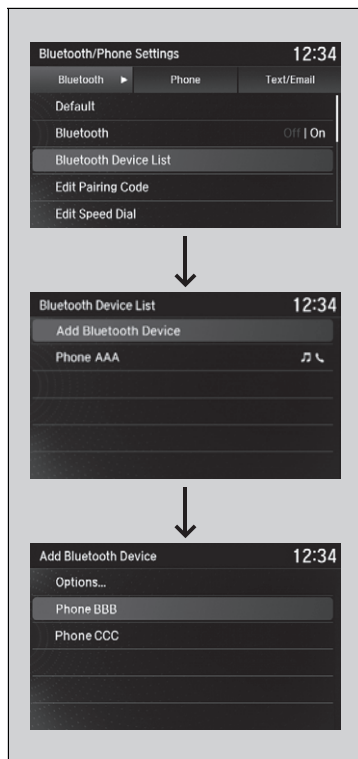 Bluetooth/Phone Settings 12:34
Bluetooth Phone Text/Email
Default
Bluetooth Off | On
Bluetooth Device List
Edit Pairing Code
Edit Speed Dial
Bluetooth Device List 12:34
Add Bluetooth Device
Phone AAA
Add Bluetooth Device 12:34
Options...
Phone BBB
Phone CCC